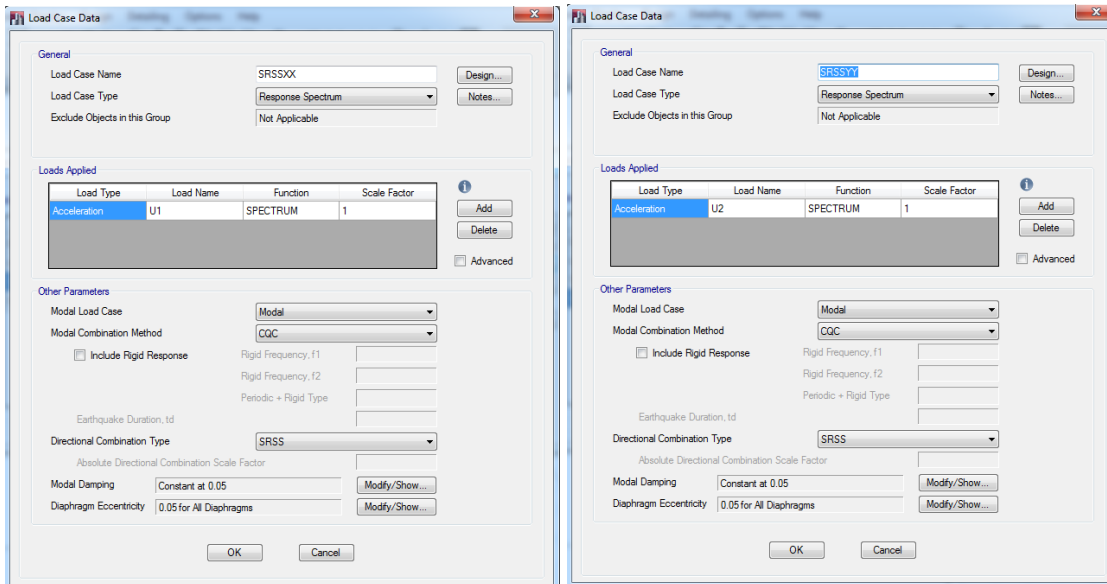 Load Case Data
General
Load Case Name SRSSXX Design...
Load Case Type Response Spectrum Notes...
Exclude Objects in this Group Not Applicable
Loads Applied
Load Type Load Name Function Scale Factor
Acceleration U1 SPECTRUM 1 Add
Delete
Advanced
Other Parameters
Modal Load Case Modal
Modal Combination Method CQC
Include Rigid Response Rigid Frequency, f1
Rigid Frequency, f2
Periodic + Rigid Type
Earthquake Duration, td
Directional Combination Type SRSS
Absolute Directional Combination Scale Factor
Modal Damping Constant at 0.05 Modify/Show...
Diaphragm Eccentricity 0.05 for All Diaphragms Modify/Show...
OK Cancel
Load Case Data
General
Load Case Name SRSSYY Design...
Load Case Type Response Spectrum Notes...
Exclude Objects in this Group Not Applicable
Loads Applied
Load Type Load Name Function Scale Factor
Acceleration U2 SPECTRUM 1 Add
Delete
Advanced
Other Parameters
Modal Load Case Modal
Modal Combination Method CQC
Include Rigid Response Rigid Frequency, f1
Rigid Frequency, f2
Periodic + Rigid Type
Earthquake Duration, td
Directional Combination Type SRSS
Absolute Directional Combination Scale Factor
Modal Damping Constant at 0.05 Modify/Show...
Diaphragm Eccentricity 0.05 for All Diaphragms Modify/Show...
OK Cancel